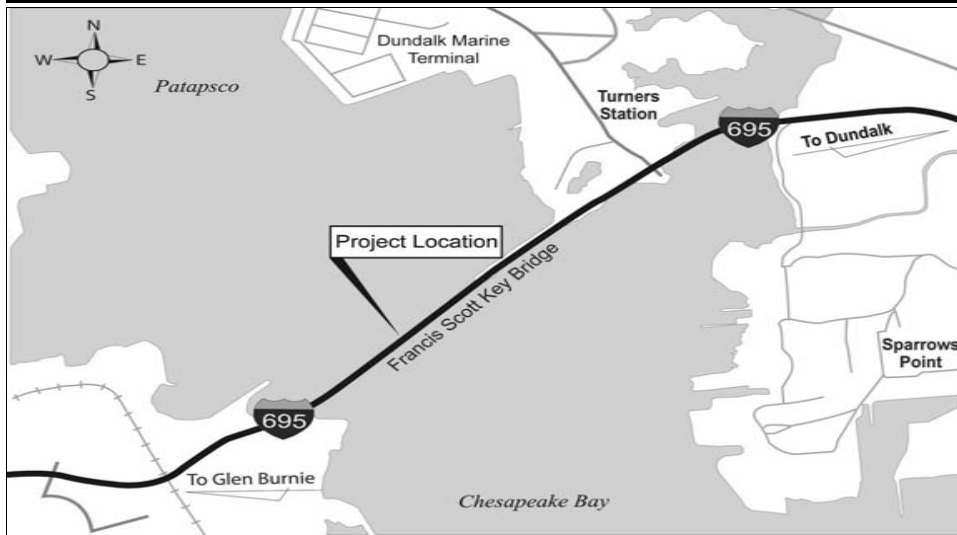 N
W E
S
Patapsco
Dundalk Marine
Terminal
Turners
Station
695
To Dundalk
Project Location
Francis Scott Key Bridge
Sparrows
Point
695
To Glen Burnie
Chesapeake Bay